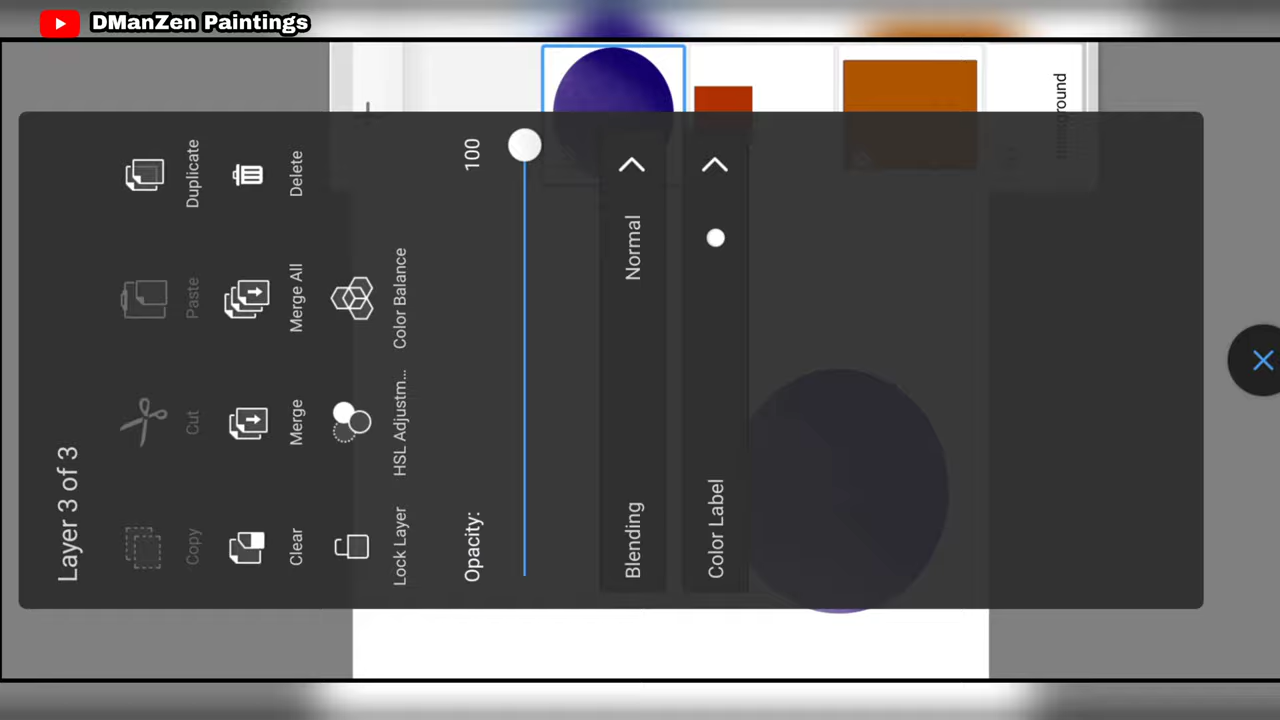 DManZen Paintings
Layer 3 of 3
Copy
Cut
Paste
Duplicate
Clear
Merge
Merge All
Delete
Lock Layer
HSL Adjustm...
Color Balance
Opacity:
100
Blending
Normal
Color Label